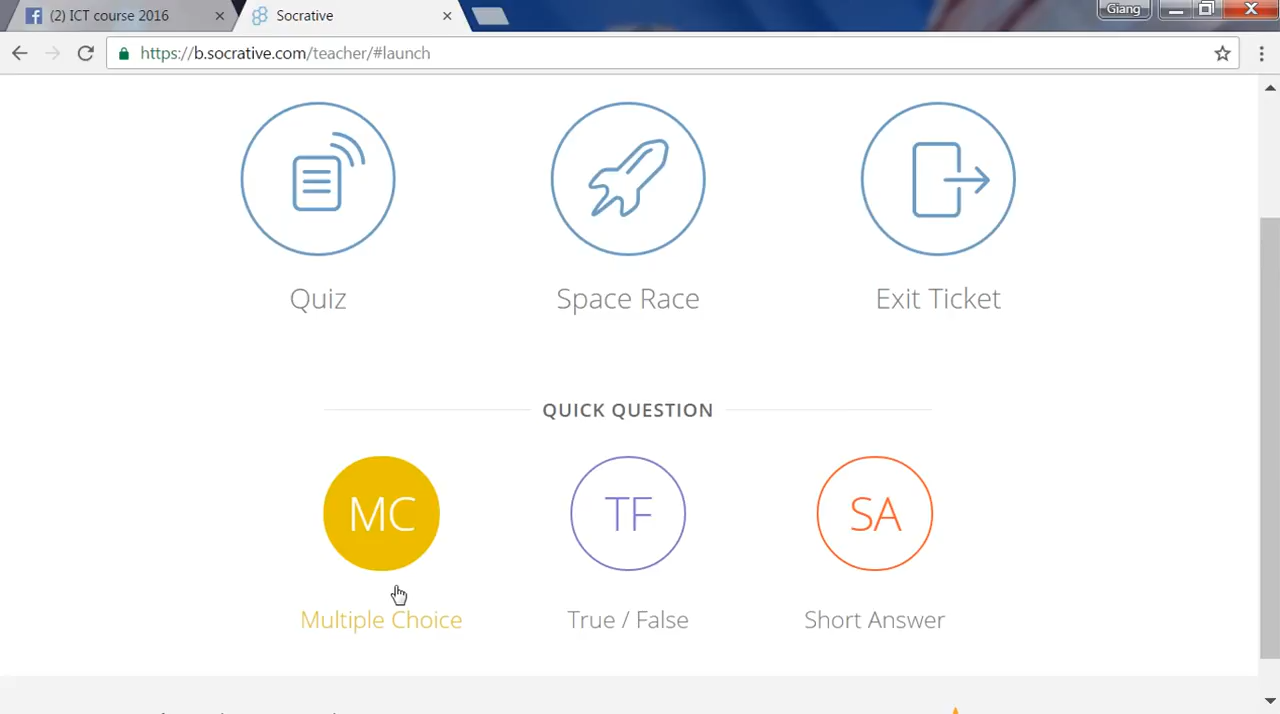 (2) ICT course 2016
Socrative
Giang
https://b.socrative.com/teacher/#launch
Quiz
Space Race
Exit Ticket
QUICK QUESTION
MC
TF
SA
Multiple Choice
True / False
Short Answer